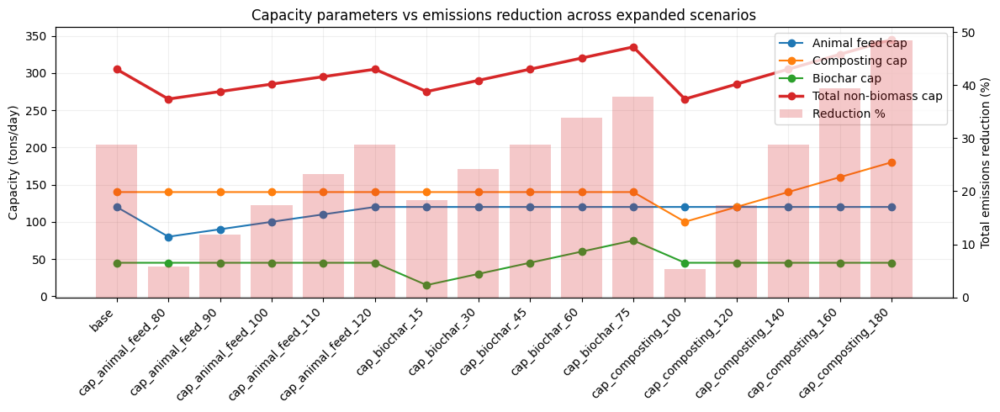 Capacity parameters vs emissions reduction across expanded scenarios
Capacity (tons/day)
350
300
250
200
150
100
50
0
Animal feed cap
Composting cap
Biochar cap
Total non-biomass cap
Reduction %
50
40
30
20
10
0
Total emissions reduction (%)
base
cap_animal_feed_80
cap_animal_feed_90
cap_animal_feed_100
cap_animal_feed_110
cap_animal_feed_120
cap_biochar_15
cap_biochar_30
cap_biochar_45
cap_biochar_60
cap_biochar_75
cap_composting_100
cap_composting_120
cap_composting_140
cap_composting_160
cap_composting_180